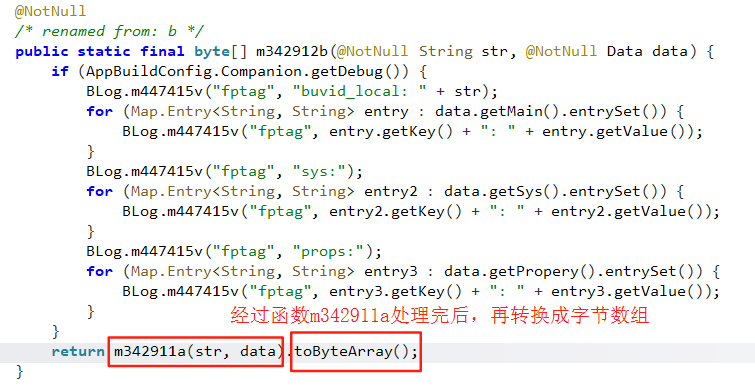 @NotNull
/* renamed from: b */
public static final byte[] m342912b(@NotNull String str, @NotNull Data data) {
if (AppBuildConfig.Companion.getDebug()) {
BLog.m447415v("fptag", "buvid_local: " + str);
for (Map.Entry<String, String> entry : data.getMain().entrySet()) {
BLog.m447415v("fptag", entry.getKey() + ": " + entry.getValue());
}
BLog.m447415v("fptag", "sys:");
for (Map.Entry<String, String> entry2 : data.getSys().entrySet()) {
BLog.m447415v("fptag", entry2.getKey() + ": " + entry2.getValue());
}
BLog.m447415v("fptag", "props:");
for (Map.Entry<String, String> entry3 : data.getPropery().entrySet()) {
BLog.m447415v("fptag", entry3.getKey() + ": " + entry3.getValue());
}
经过函数m342911a处理完后，再转换成字节数组
}
return m342911a(str, data).toByteArray();
}